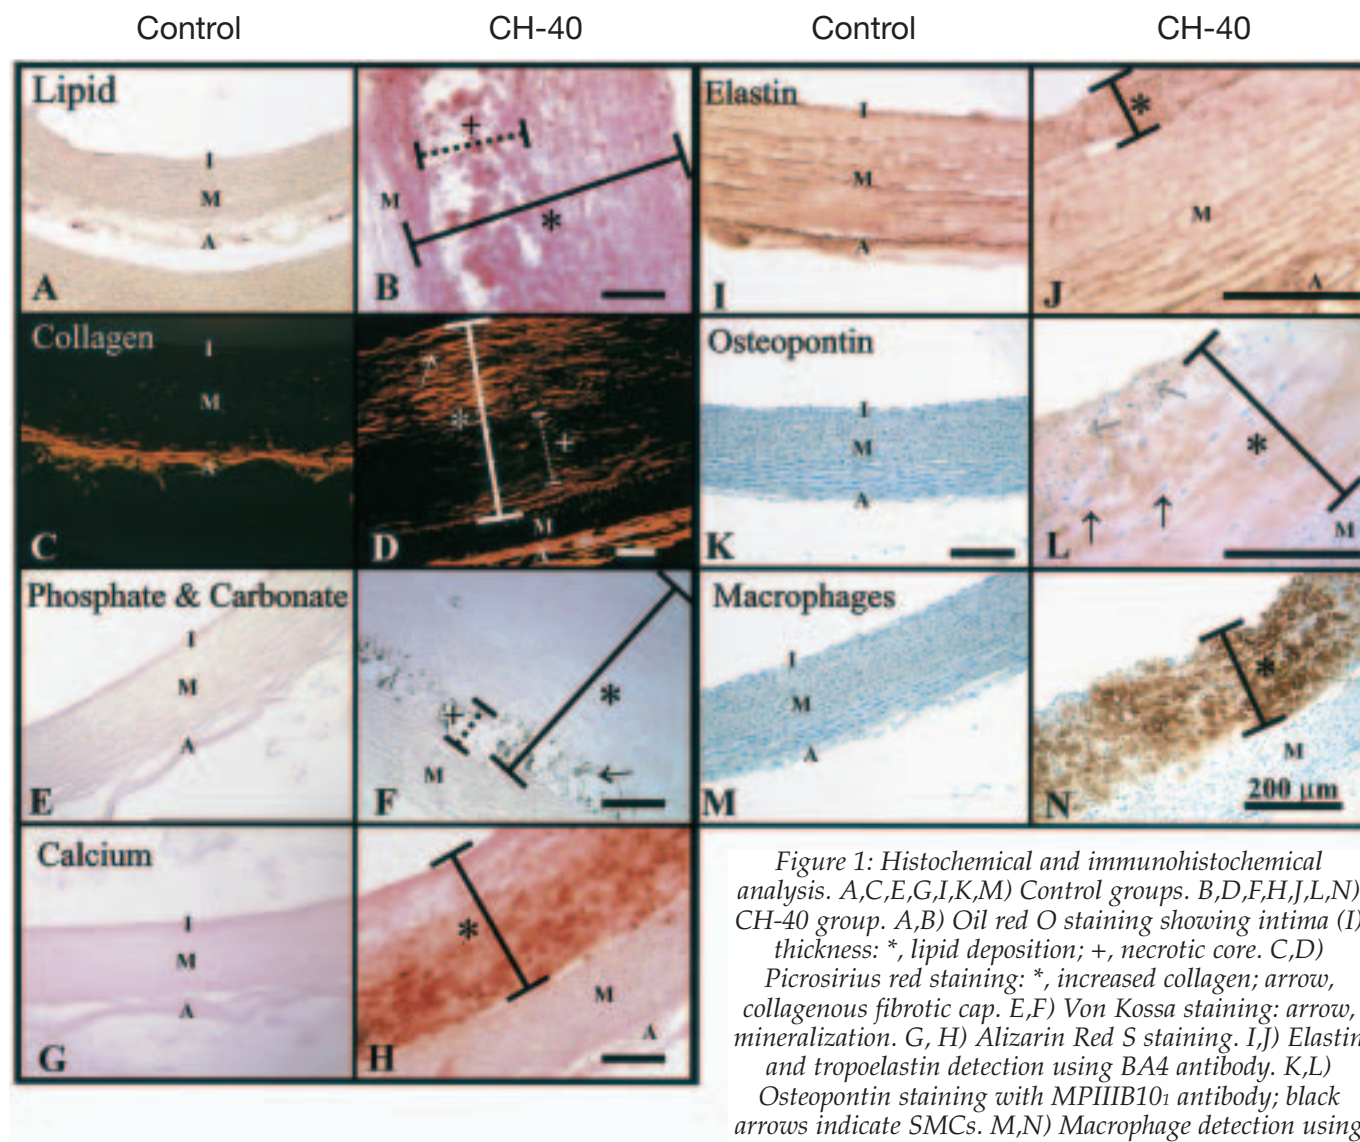 Control CH-40 Control CH-40
Lipid
I
M
A
A
+
M
*
B
Elastin
I
M
A
I
*
M
A
J
Collagen
I
M
A
C
*
+
M
A
D
Osteopontin
I
M
A
K
*
M
L
Phosphate & Carbonate
I
M
A
E
+
*
M
F
Macrophages
I
M
A
M
*
M
200 μm
N
Calcium
I
M
A
G
*
M
A
H
Figure 1: Histochemical and immunohistochemical
analysis. A,C,E,G,I,K,M) Control groups. B,D,F,H,J,L,N)
CH-40 group. A,B) Oil red O staining showing intima (I)
thickness: *, lipid deposition; +, necrotic core. C,D)
Picrosirius red staining: *, increased collagen; arrow,
collagenous fibrotic cap. E,F) Von Kossa staining: arrow,
mineralization. G, H) Alizarin Red S staining. I,J) Elastin
and tropoelastin detection using BA4 antibody. K,L)
Osteopontin staining with MPIIIB10₁ antibody; black
arrows indicate SMCs. M,N) Macrophage detection using